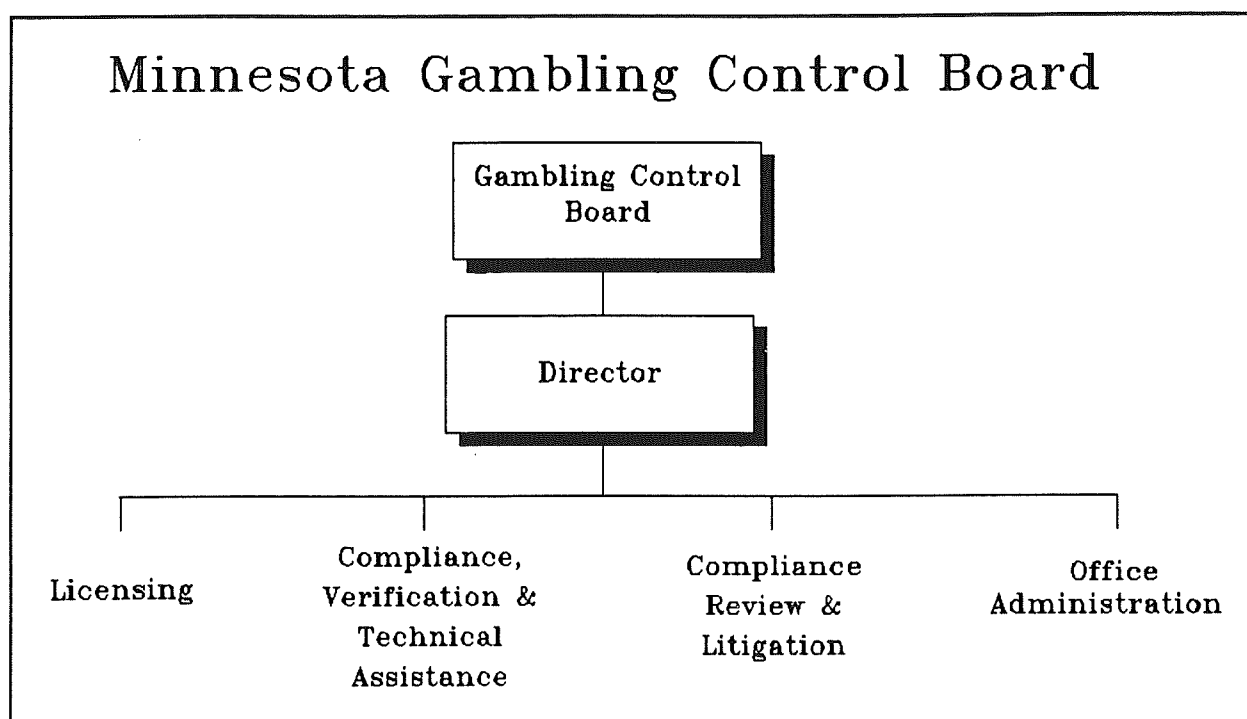 Minnesota Gambling Control Board
Gambling Control
Board
Director
Licensing
Compliance,
Verification &
Technical
Assistance
Compliance
Review &
Litigation
Office
Administration